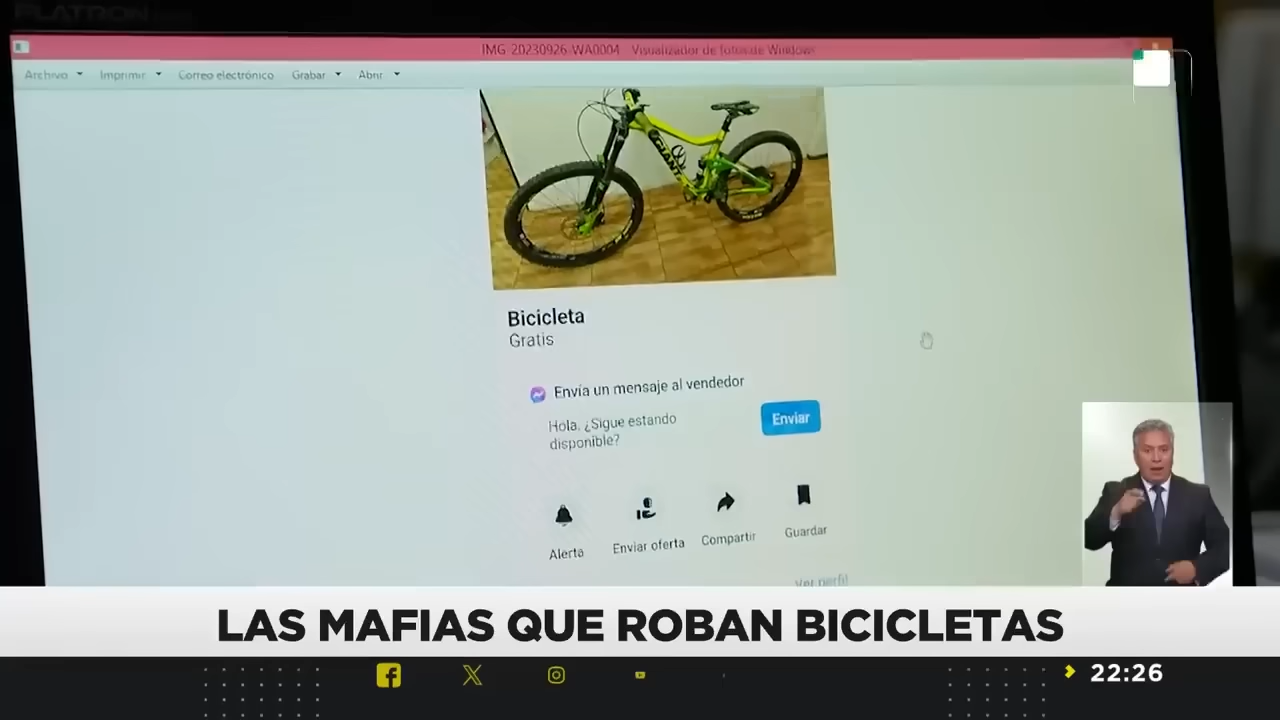 PLATRON
IMG-20230926-WA0004 - Visualizador de fotos de Windows
Archivo Imprimir Correo electrónico Grabar Abrir
GIANT
Bicicleta
Gratis
Envía un mensaje al vendedor
Hola. ¿Sigue estando
disponible?
Enviar
Alerta Enviar oferta Compartir Guardar
Ver perfil
LAS MAFIAS QUE ROBAN BICICLETAS
22:26